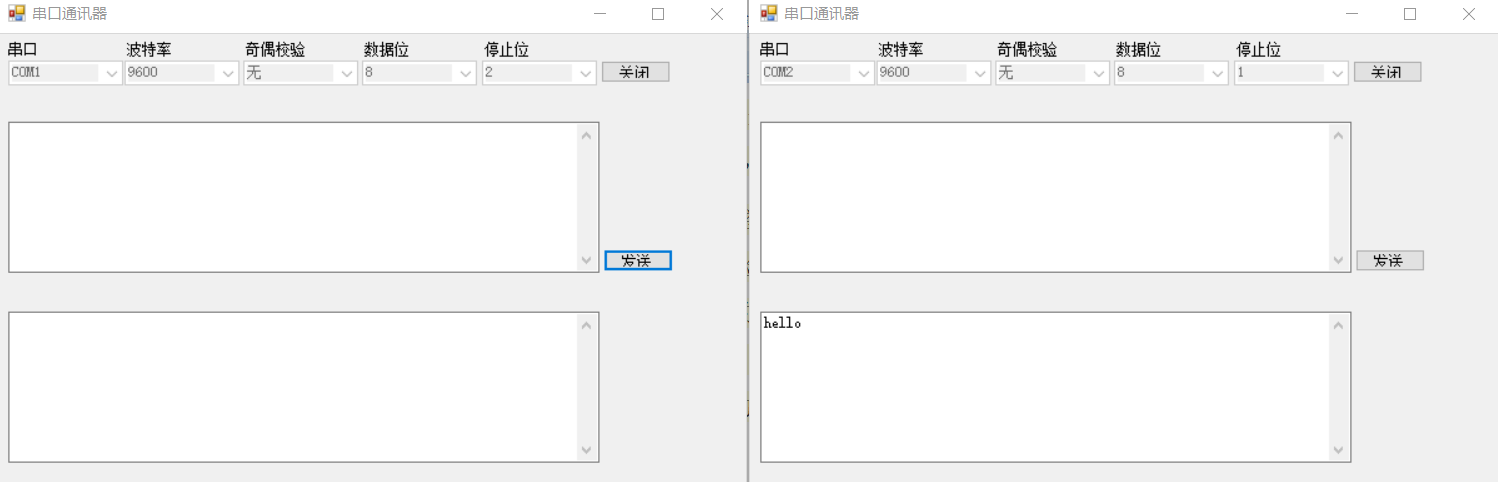 串口通讯器
串口 波特率 奇偶校验 数据位 停止位
COM1 9600 无 8 2 关闭
发送
串口通讯器
串口 波特率 奇偶校验 数据位 停止位
COM2 9600 无 8 1 关闭
发送
hello